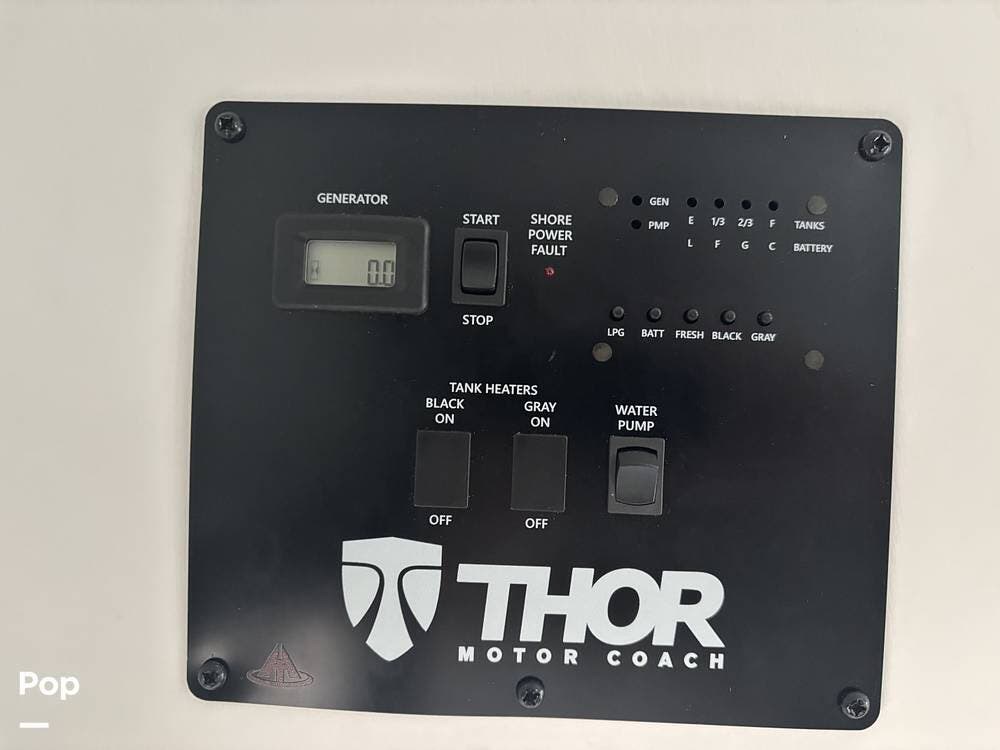 GENERATOR
0.0
START
STOP
SHORE
POWER
FAULT
GEN
PMP
E 1/3 2/3 F TANKS
L F G C BATTERY
LPG BATT FRESH BLACK GRAY
TANK HEATERS
BLACK
ON
OFF
GRAY
ON
OFF
WATER
PUMP
THOR
MOTOR COACH
Pop